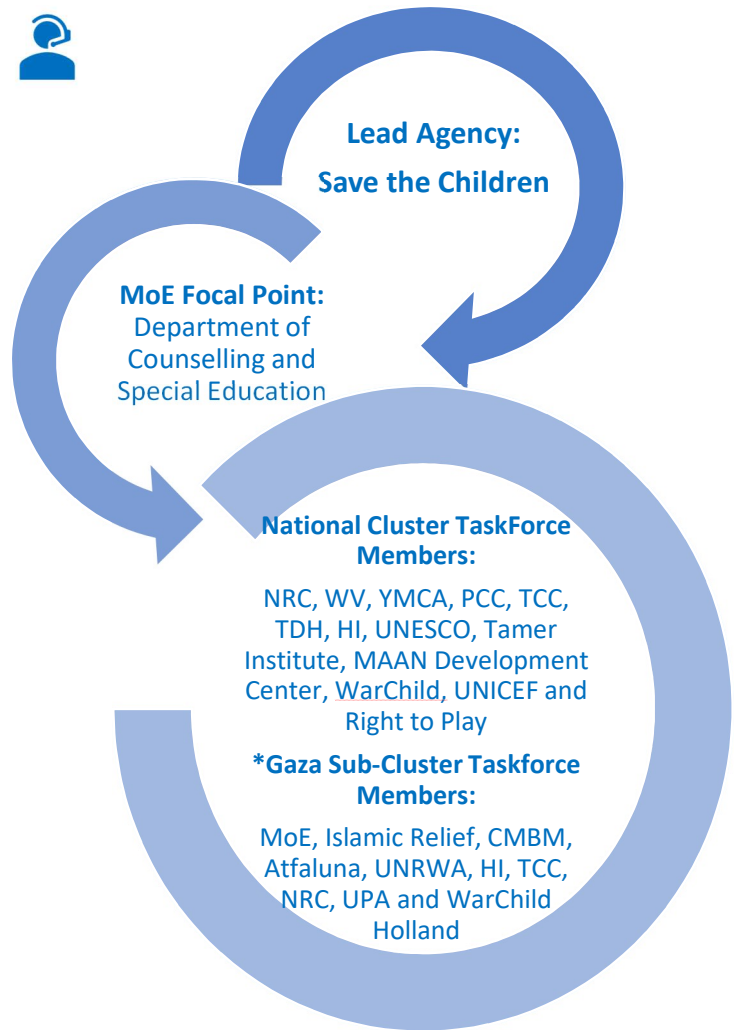 Lead Agency:
Save the Children
MoE Focal Point:
Department of
Counselling and
Special Education
National Cluster TaskForce
Members:
NRC, WV, YMCA, PCC, TCC,
TDH, HI, UNESCO, Tamer
Institute, MAAN Development
Center, WarChild, UNICEF and
Right to Play
*Gaza Sub-Cluster Taskforce
Members:
MoE, Islamic Relief, CMBM,
Atfaluna, UNRWA, HI, TCC,
NRC, UPA and WarChild
Holland